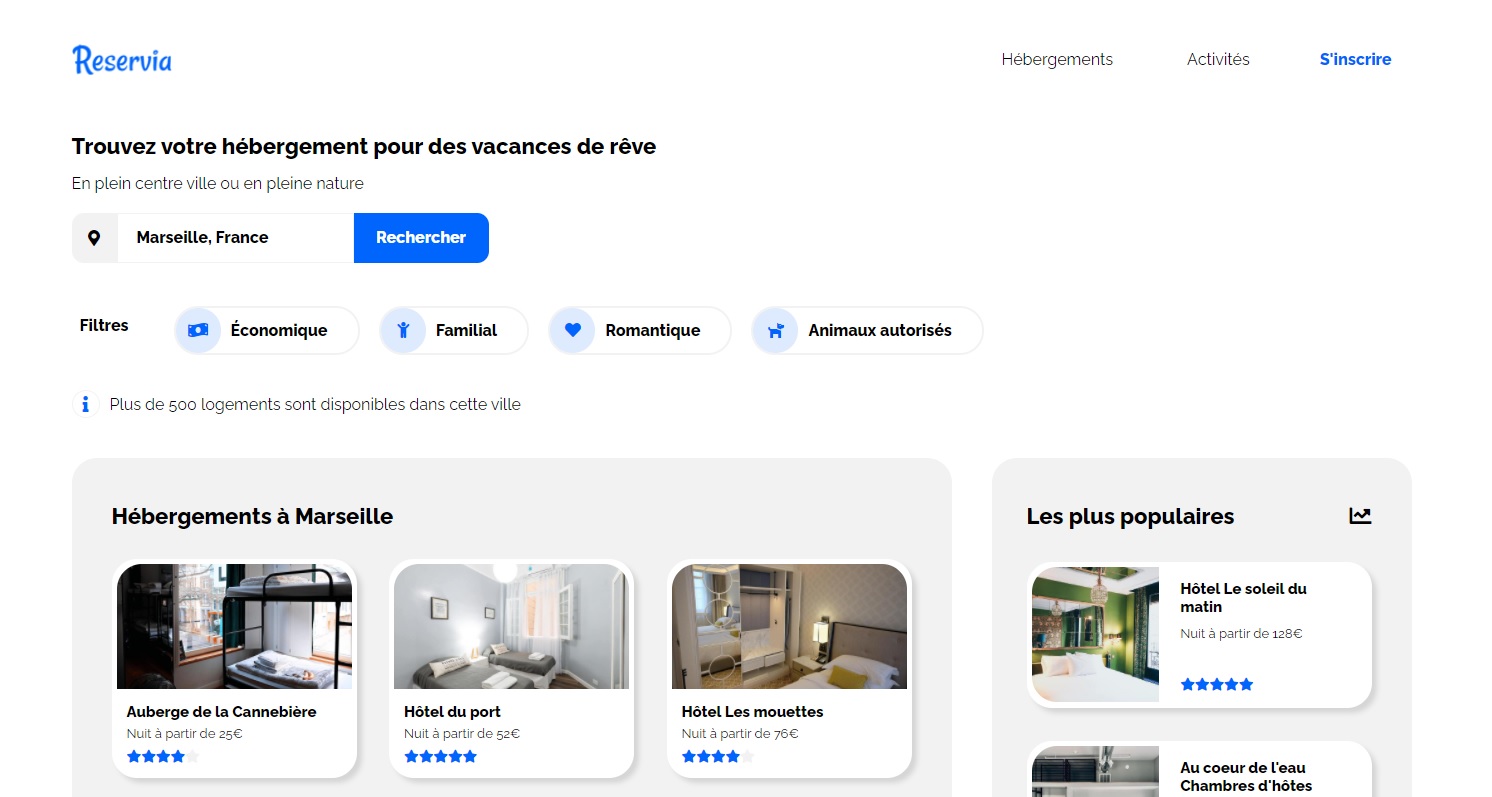 Reservia
Hébergements
Activités
S'inscrire
Trouvez votre hébergement pour des vacances de rêve
En plein centre ville ou en pleine nature
Marseille, France
Rechercher
Filtres
Économique
Familial
Romantique
Animaux autorisés
Plus de 500 logements sont disponibles dans cette ville
Hébergements à Marseille
Auberge de la Cannebière
Nuit à partir de 25€
Hôtel du port
Nuit à partir de 52€
Hôtel Les mouettes
Nuit à partir de 76€
Les plus populaires
Hôtel Le soleil du
matin
Nuit à partir de 128€
Au coeur de l'eau
Chambres d'hôtes